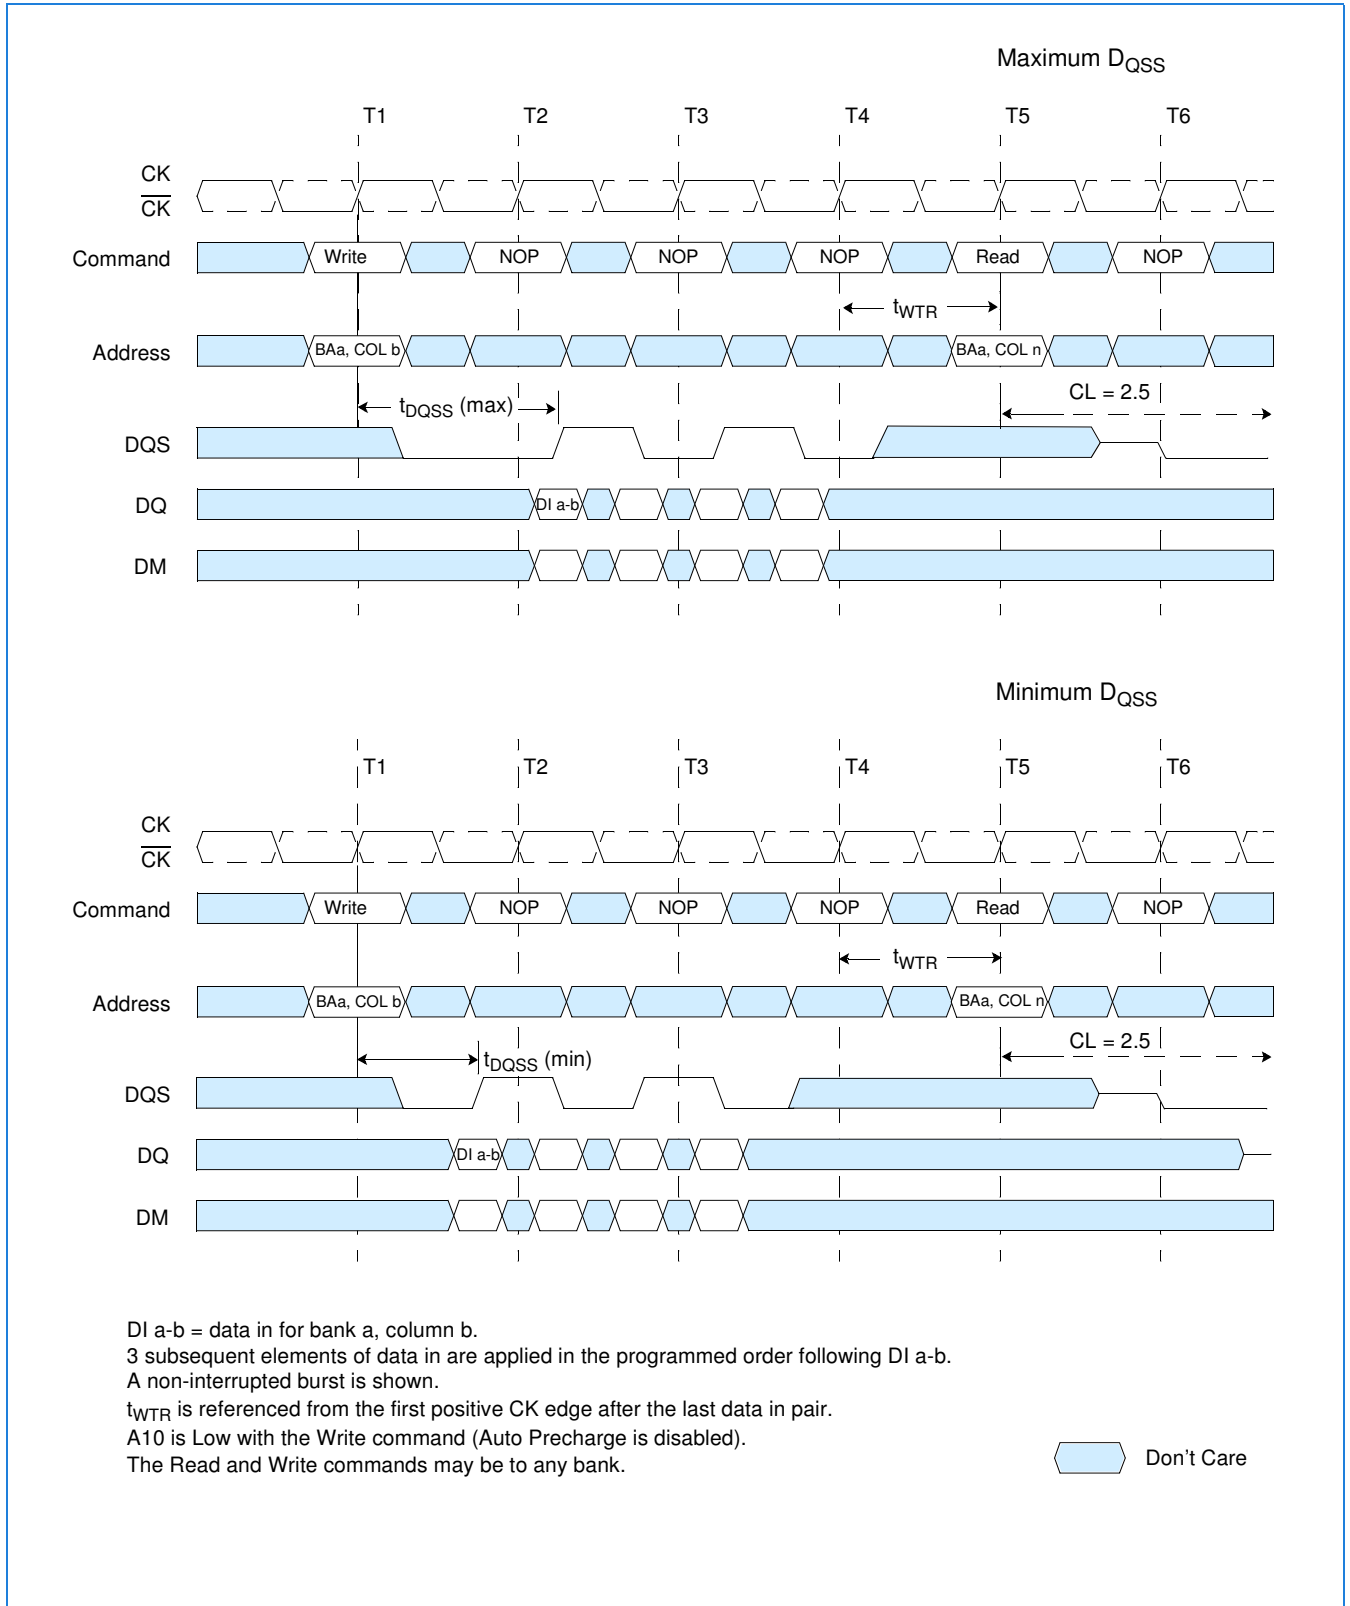 Maximum DQSS
T1 T2 T3 T4 T5 T6
CK
CK
Command Write NOP NOP NOP Read NOP
tWTR
Address BAa, COL b BAa, COL n
CL = 2.5
tDQSS (max)
DQS
DQ DI a-b
DM
Minimum DQSS
T1 T2 T3 T4 T5 T6
CK
CK
Command Write NOP NOP NOP Read NOP
tWTR
Address BAa, COL b BAa, COL n
CL = 2.5
tDQSS (min)
DQS
DQ DI a-b
DM
DI a-b = data in for bank a, column b.
3 subsequent elements of data in are applied in the programmed order following DI a-b.
A non-interrupted burst is shown.
tWTR is referenced from the first positive CK edge after the last data in pair.
A10 is Low with the Write command (Auto Precharge is disabled).
The Read and Write commands may be to any bank.
Don't Care